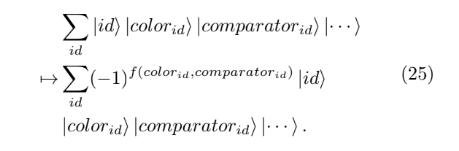 ∑_{id} |id⟩ |color_{id}⟩ |comparator_{id}⟩ |⋯⟩
↦ ∑_{id} (−1)^{f(color_{id},comparator_{id})} |id⟩ (25)
|color_{id}⟩ |comparator_{id}⟩ |⋯⟩ .